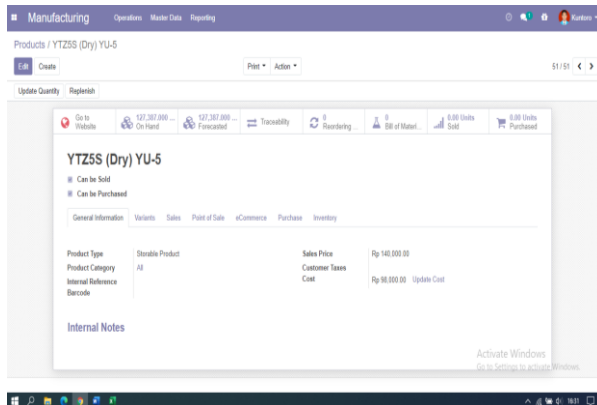 Manufacturing Operations Master Data Reporting Kuntoro
Products / YTZ5S (Dry) YU-5
Edit Create Print Action 51 / 51
Update Quantity Replenish
Go to Website
127,387.000 ... On Hand
127,387.000 ... Forecasted
Traceability
0 Reordering ...
0 Bill of Materi...
0.00 Units Sold
0.00 Units Purchased
YTZ5S (Dry) YU-5
Can be Sold
Can be Purchased
General Information Variants Sales Point of Sale eCommerce Purchase Inventory
Product Type Storable Product
Product Category All
Internal Reference
Barcode
Sales Price Rp 140,000.00
Customer Taxes
Cost Rp 98,000.00 Update Cost
Internal Notes
Activate Windows
Go to Settings to activate Windows.